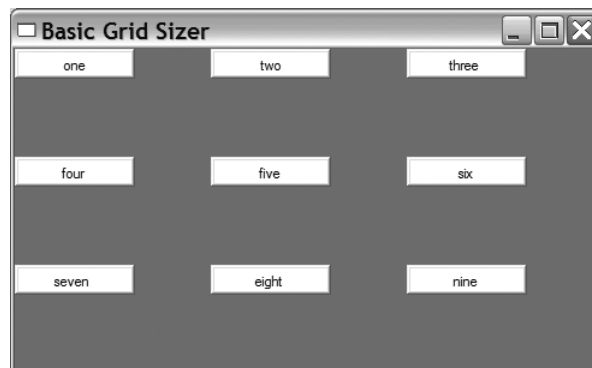 Basic Grid Sizer
one two three
four five six
seven eight nine